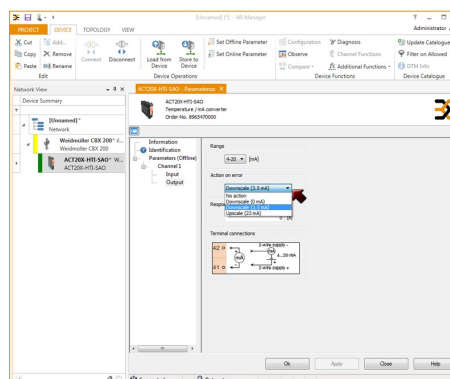 [Unnamed] (*) - WI-Manager
PROJECT DEVICE TOPOLOGY VIEW Administrator
Cut Add...
Copy Remove
Paste Rename
Connect Disconnect
Load from Device Store to Device
Set Offline Parameter
Set Online Parameter
Configuration Diagnosis
Observe Channel Functions
Compare Additional Functions
Update Catalogue
Filter on Allowed
DTM Info
Edit Device Operations Device Functions Device Catalogue
Network View
Device Summary
[Unnamed]*
Network
Weidmüller CBX 200*
Weidmuller CBX 200
ACT20X-HTI-SAO*
ACT20X-HTI-SAO
ACT20X-HTI-SAO - Parameterize
ACT20X-HTI-SAO
Temperature / mA converter
Order-No. 8965470000
Information
Identification
Parameters (Offline)
Channel 1
Input
Output
Range
4-20 [mA]
Action on error
Downscale (3.5 mA)
No action
Downscale (0 mA)
Downscale (3.5 mA)
Upscale (23 mA)
0 [s]
Terminal connections
42
2-wire supply -
mA
4...20 mA
41
2-wire supply +
Ok Apply Close Help